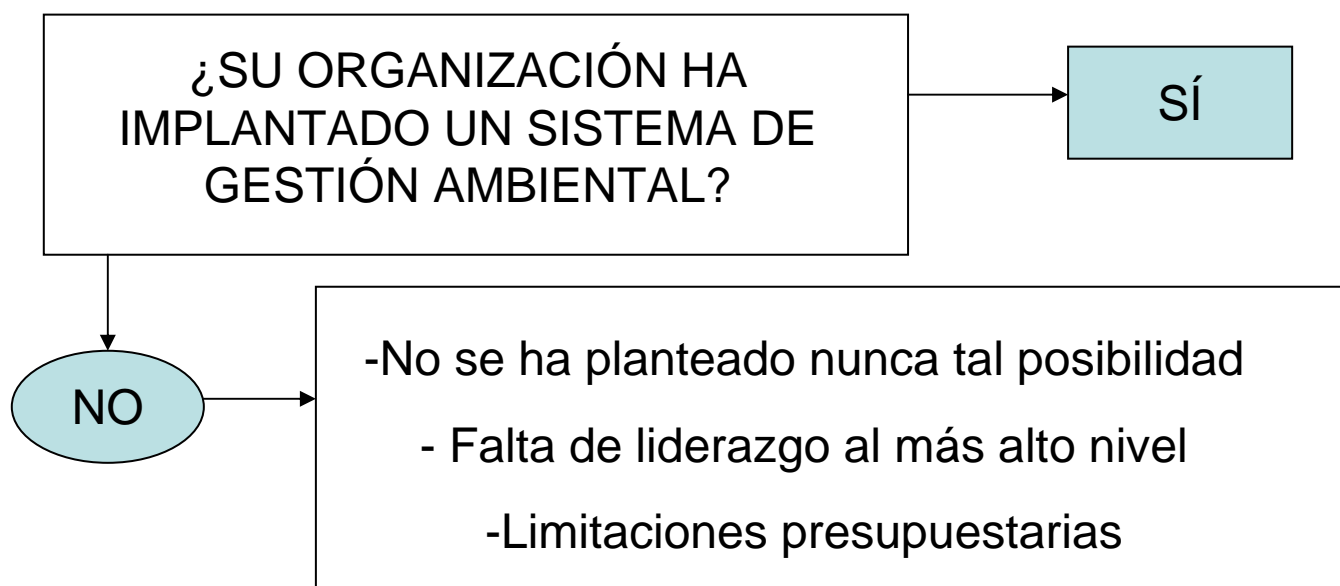 ¿SU ORGANIZACIÓN HA
IMPLANTADO UN SISTEMA DE
GESTIÓN AMBIENTAL?
SÍ
NO
-No se ha planteado nunca tal posibilidad
- Falta de liderazgo al más alto nivel
-Limitaciones presupuestarias